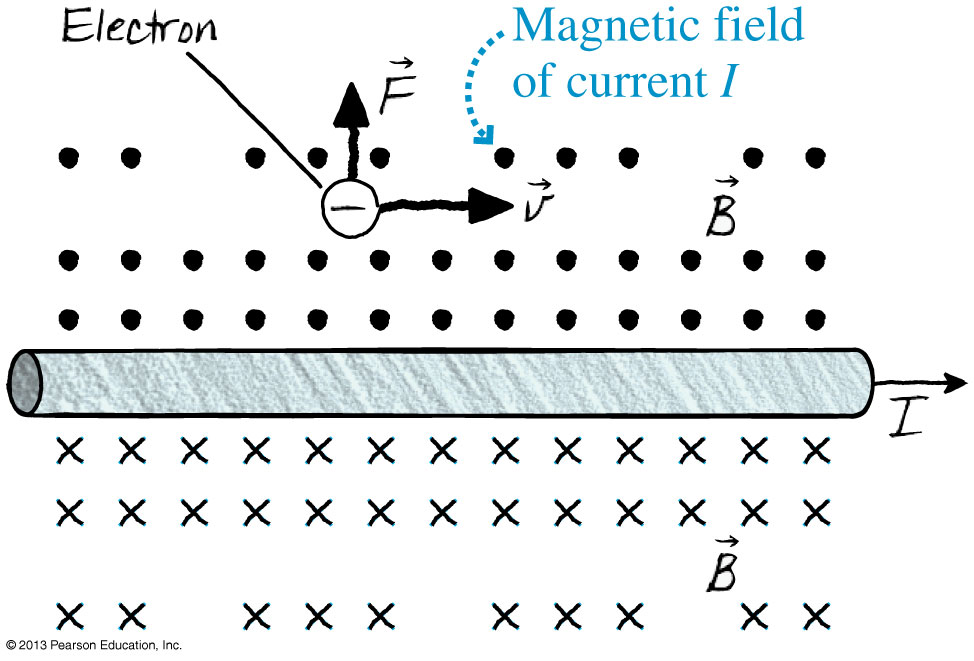 Electron
Magnetic field
of current I
F⃗
v⃗
B⃗
I
B⃗
© 2013 Pearson Education, Inc.